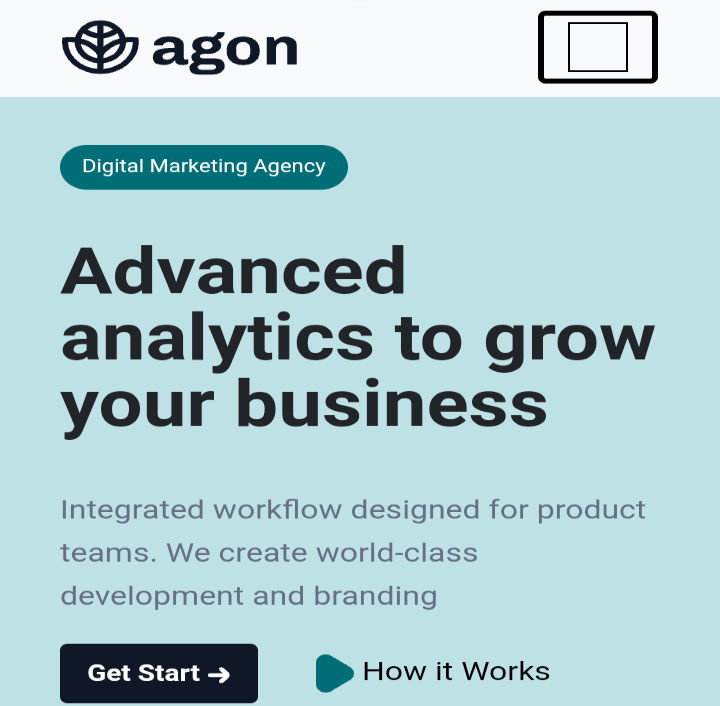 agon
Digital Marketing Agency
Advanced
analytics to grow
your business
Integrated workflow designed for product
teams. We create world-class
development and branding
Get Start →
How it Works